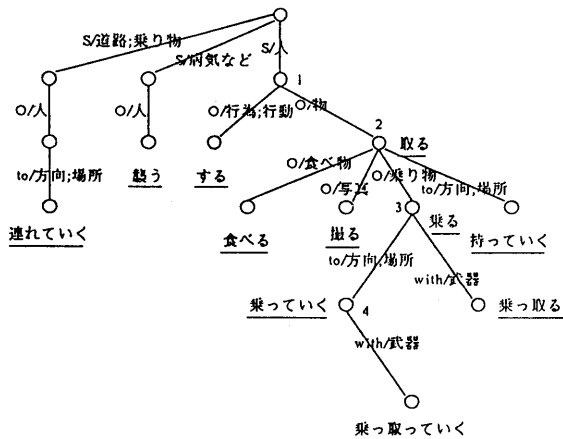 S/道路;乗り物
S/病気など
S/人
1
O/人
O/人
O/行為;行動
O/物
2
取る
to/方向;場所
襲う
する
O/食べ物
O/写真
O/乗り物
to/方向;場所
連れていく
食べる
撮る
3
乗る
持っていく
to/方向;場所
with/武器
乗っていく
4
乗っ取る
with/武器
乗っ取っていく